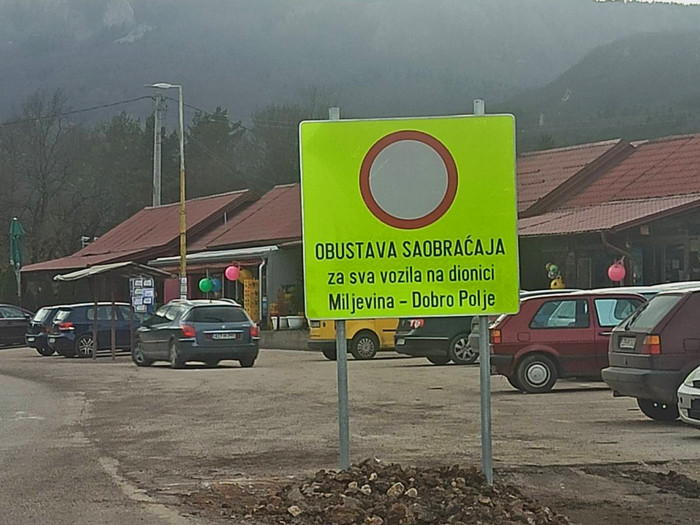 OBUSTAVA SAOBRAĆAJA
za sva vozila na dionici
Miljevina - Dobro Polje